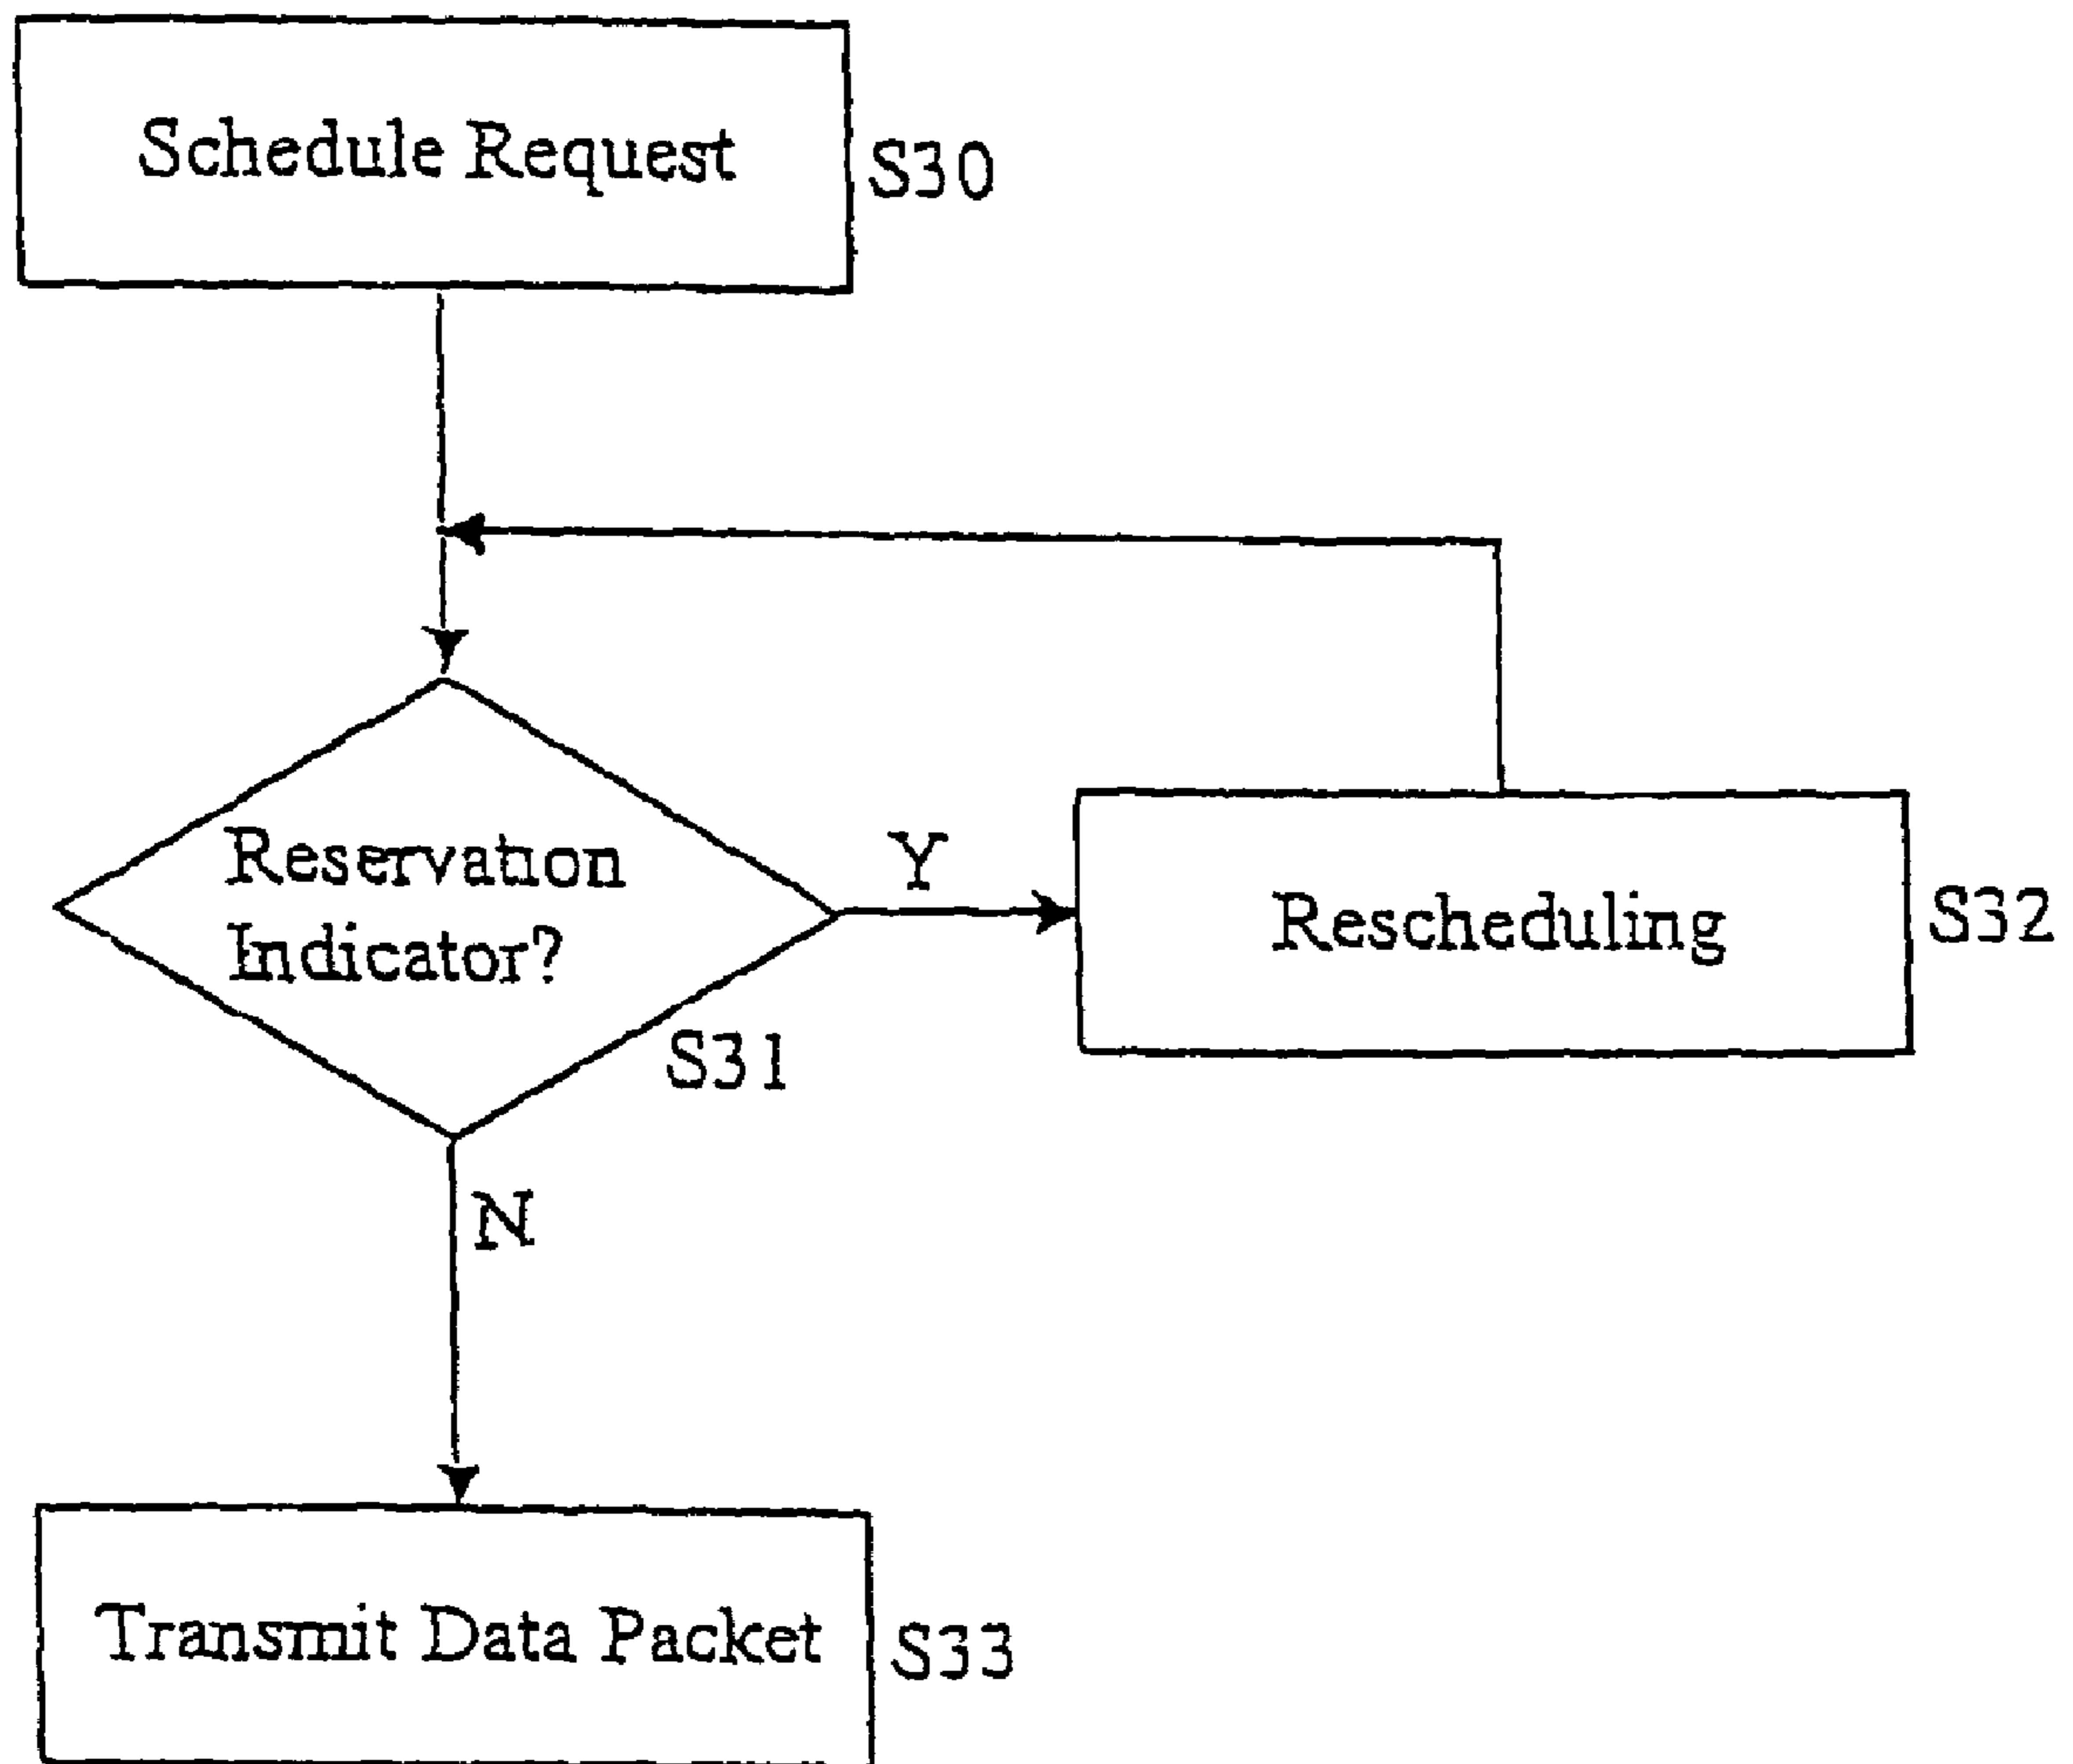 Schedule Request
S30
Reservation
Indicator?
S31
Y
Rescheduling
S32
N
Transmit Data Packet
S33